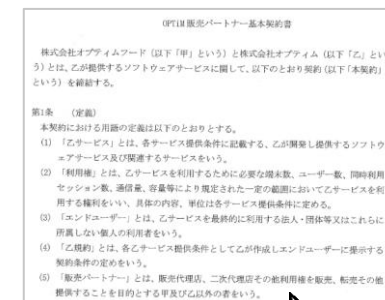 OPTiM 販売パートナー基本契約書
株式会社オプティムフード（以下「甲」という）と株式会社オプティム（以下「乙」とい
う）とは、乙が提供するソフトウェアサービスに関して、以下のとおり契約（以下「本契約」
という）を締結する。
第1条　（定義）
本契約における用語の定義は以下のとおりとする。
(1)　「乙サービス」とは、各サービス提供条件に記載する、乙が開発し提供するソフトウ
ェアサービス及び関連するサービスをいう。
(2)　「利用権」とは、乙サービスを利用するために必要な端末数、ユーザー数、同時利用
セッション数、通信量、容量等により規定された一定の範囲において乙サービスを利
用する権利をいい、具体の内容、単位は各サービス提供条件に定める。
(3)　「エンドユーザー」とは、乙サービスを最終的に利用する法人・団体等又はこれらに
所属しない個人の利用者をいう。
(4)　「乙規約」とは、各乙サービス提供条件として乙が作成しエンドユーザーに提示する
契約条件の定めをいう。
(5)　「販売パートナー」とは、販売代理店、二次代理店その他利用権を販売、転売その他
提供することを目的とする甲及び乙以外の者をいう。